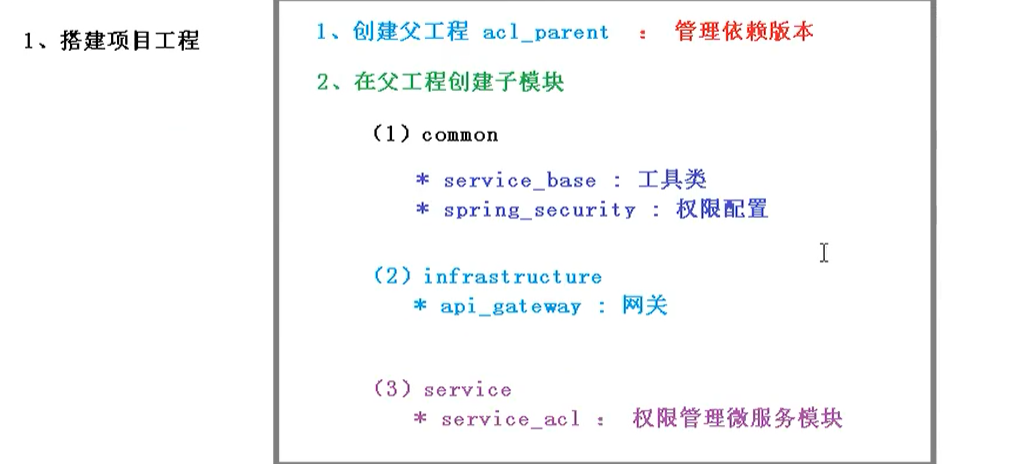 1、搭建项目工程
1、创建父工程 acl_parent ： 管理依赖版本
2、在父工程创建子模块
（1）common
* service_base : 工具类
* spring_security : 权限配置
（2）infrastructure
* api_gateway : 网关
（3）service
* service_acl ： 权限管理微服务模块